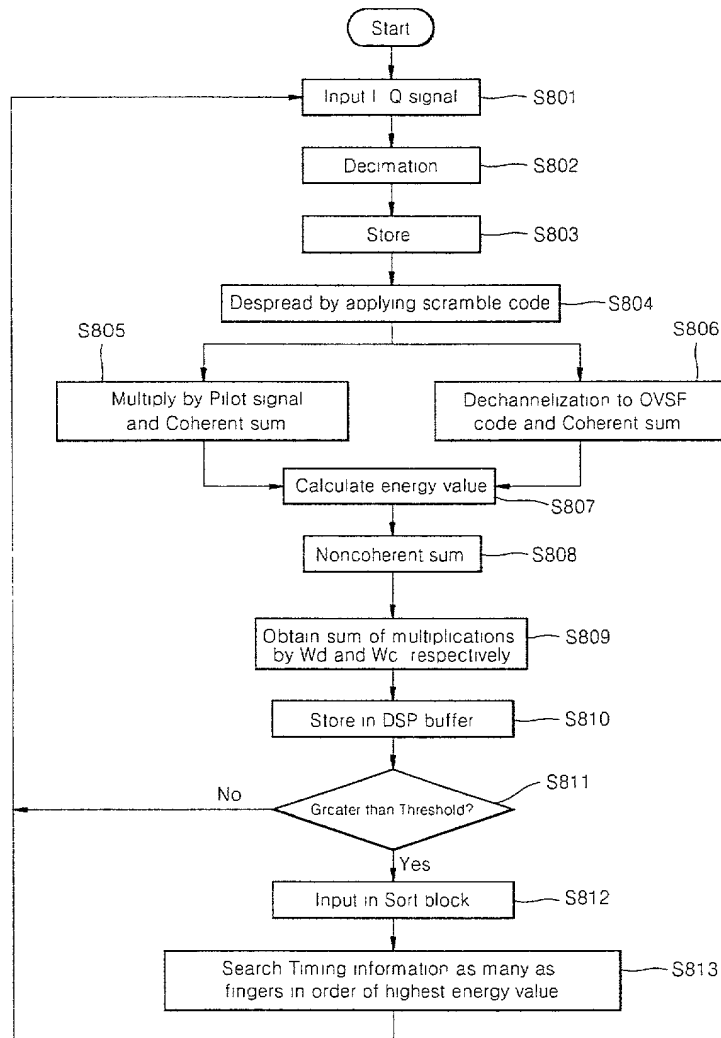 Start
Input I Q signal
S801
Decimation
S802
Store
S803
Despread by applying scramble code
S804
S805
S806
Multiply by Pilot signal
and Coherent sum
Dechannelization to OVSF
code and Coherent sum
Calculate energy value
S807
Noncoherent sum
S808
Obtain sum of multiplications
by Wd and Wc respectively
S809
Store in DSP buffer
S810
S811
No
Greater than Threshold?
Yes
Input in Sort block
S812
Search Timing information as many as
fingers in order of highest energy value
S813